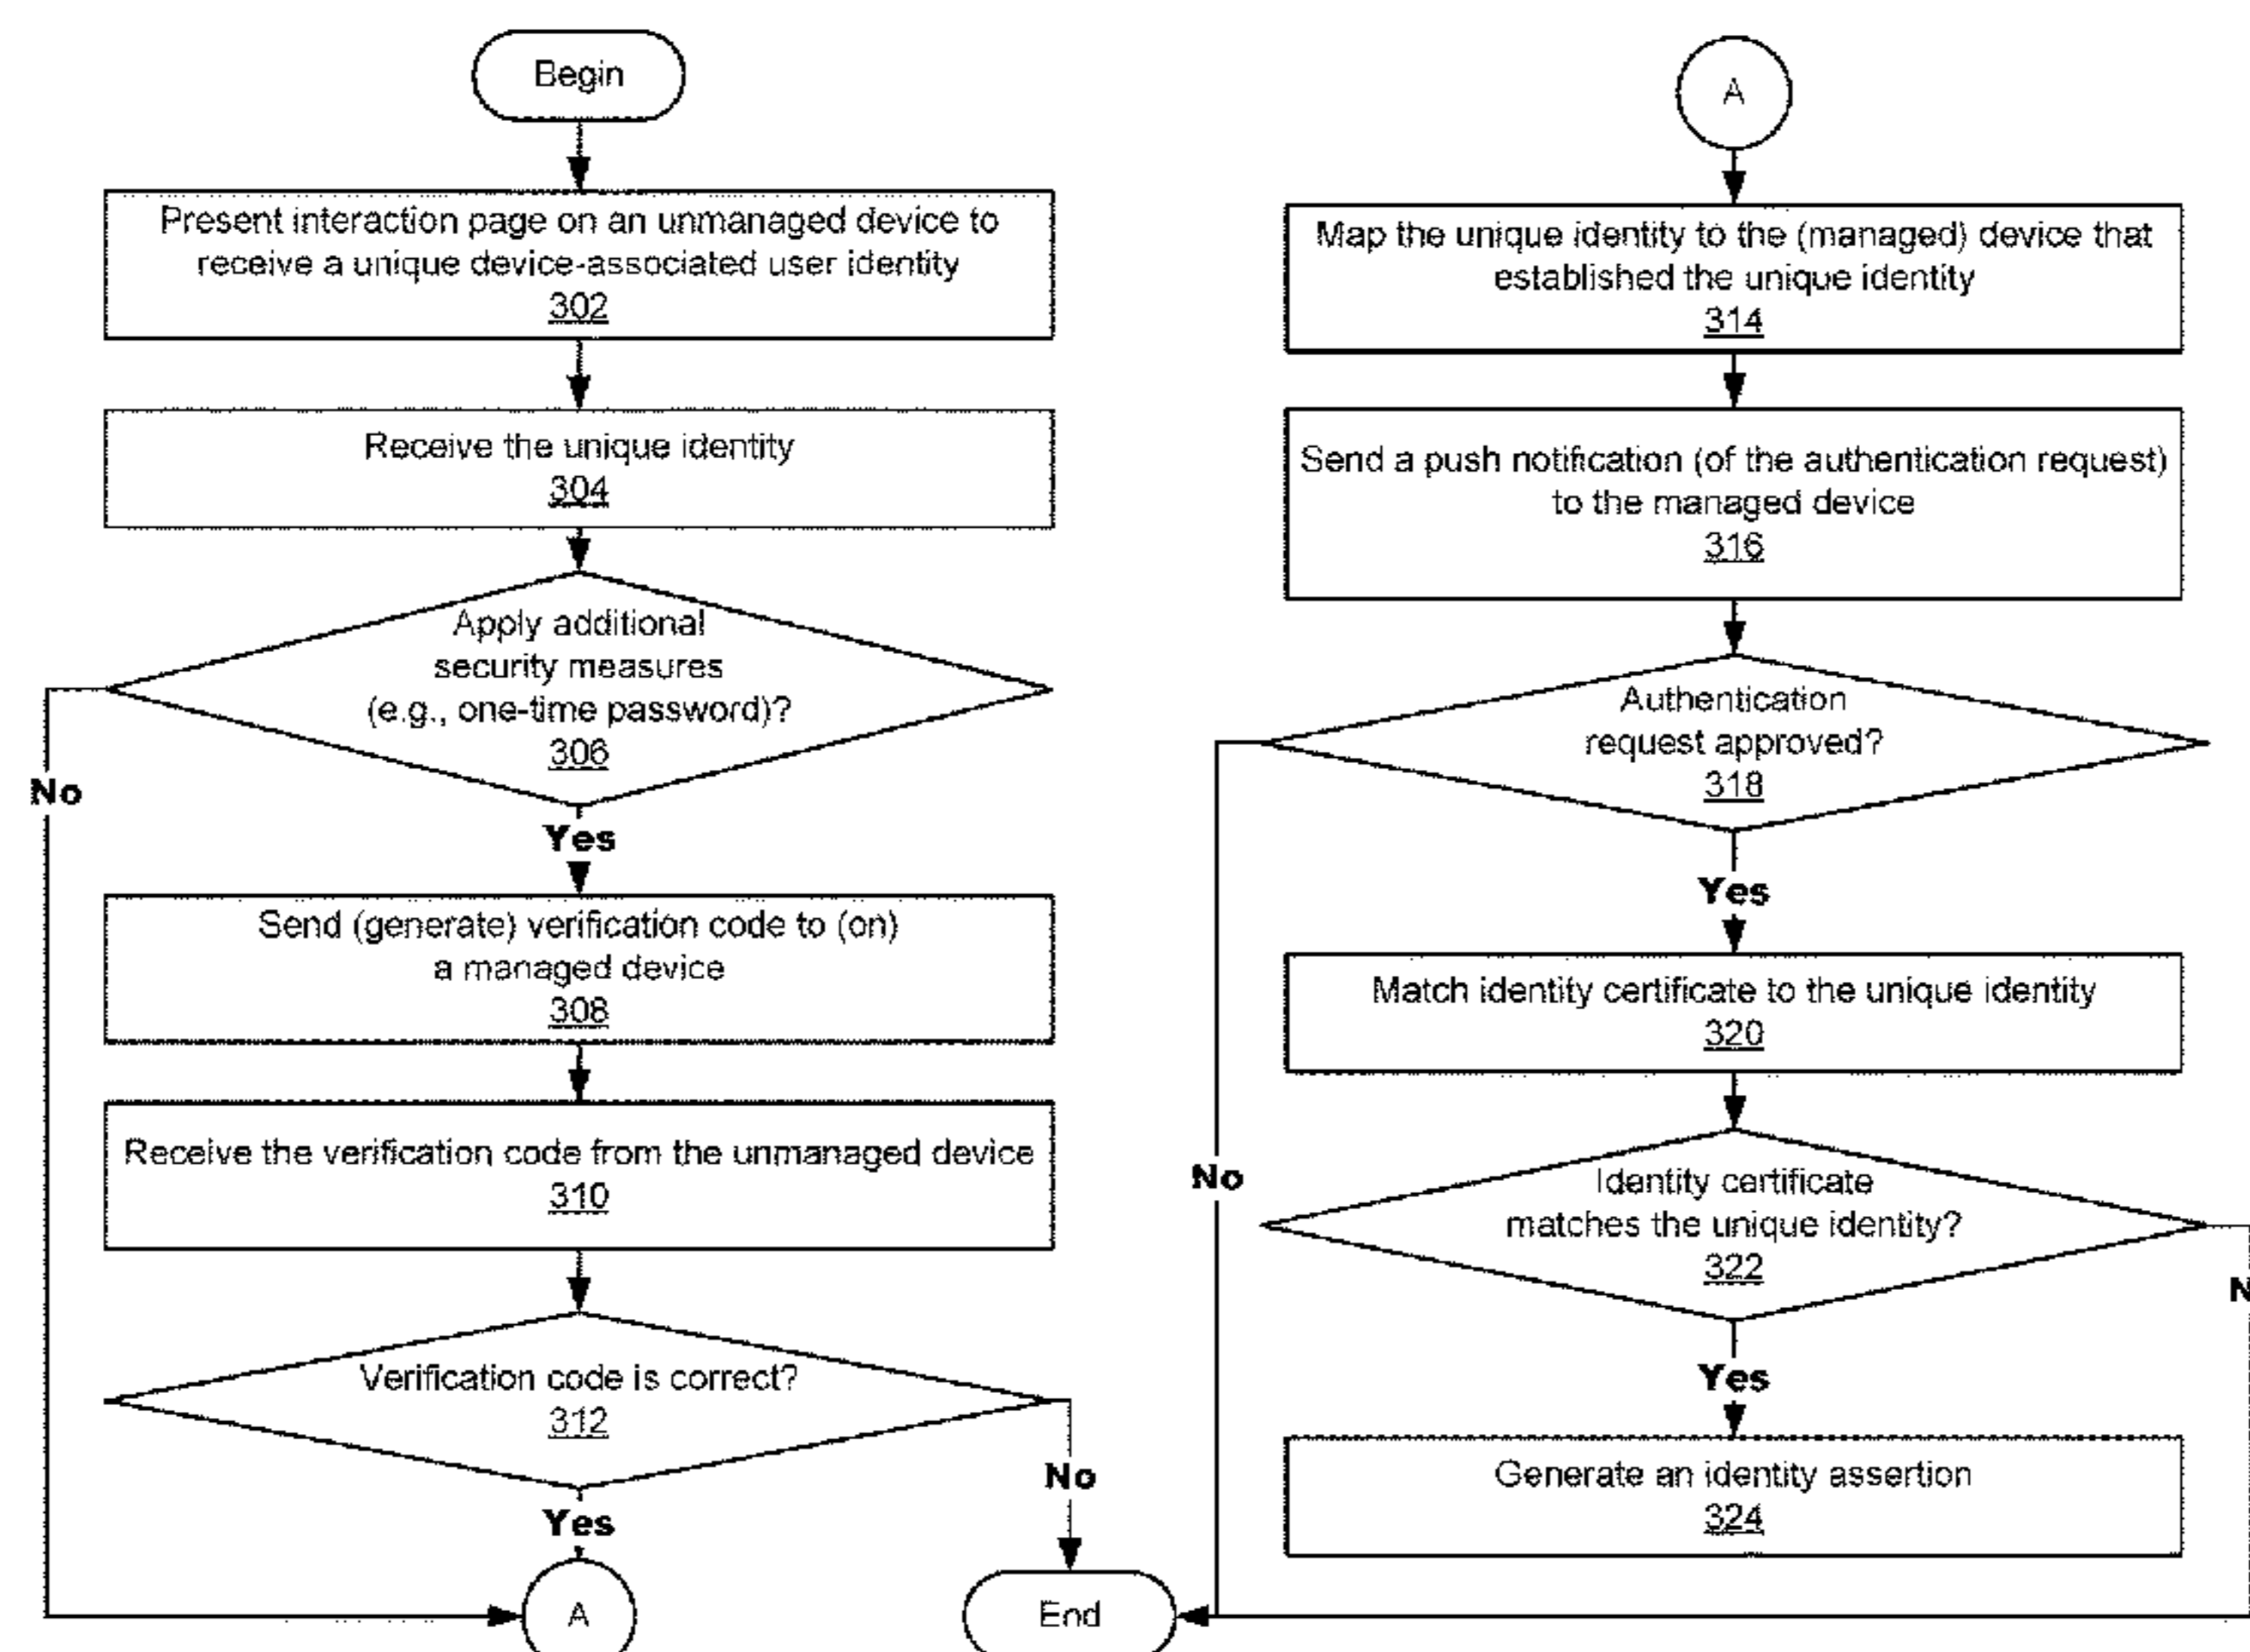 Begin
Present interaction page on an unmanaged device to
receive a unique device-associated user identity
302
Receive the unique identity
304
Apply additional
security measures
(e.g., one-time password)?
306
No
Yes
Send (generate) verification code to (on)
a managed device
308
Receive the verification code from the unmanaged device
310
Verification code is correct?
312
No
Yes
A
End
A
Map the unique identity to the (managed) device that
established the unique identity
314
Send a push notification (of the authentication request)
to the managed device
316
Authentication
request approved?
318
No
Yes
Match identity certificate to the unique identity
320
Identity certificate
matches the unique identity?
322
N
Yes
Generate an identity assertion
324